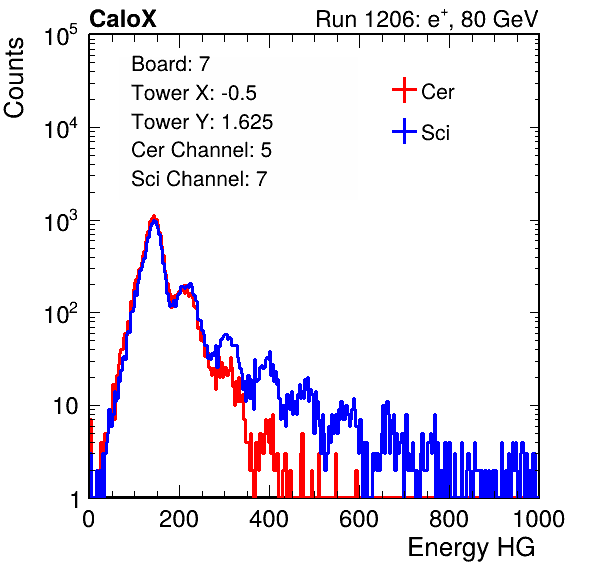 CaloX Run 1206: e⁺, 80 GeV
Counts
Board: 7
Tower X: -0.5
Tower Y: 1.625
Cer Channel: 5
Sci Channel: 7
Cer
Sci
10⁵
10⁴
10³
10²
10
1
0 200 400 600 800 1000
Energy HG